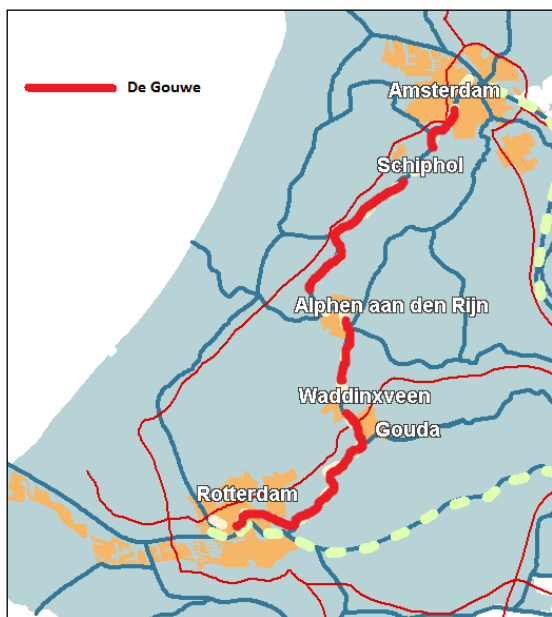 De Gouwe
Amsterdam
Schiphol
Alphen aan den Rijn
Waddinxveen
Gouda
Rotterdam